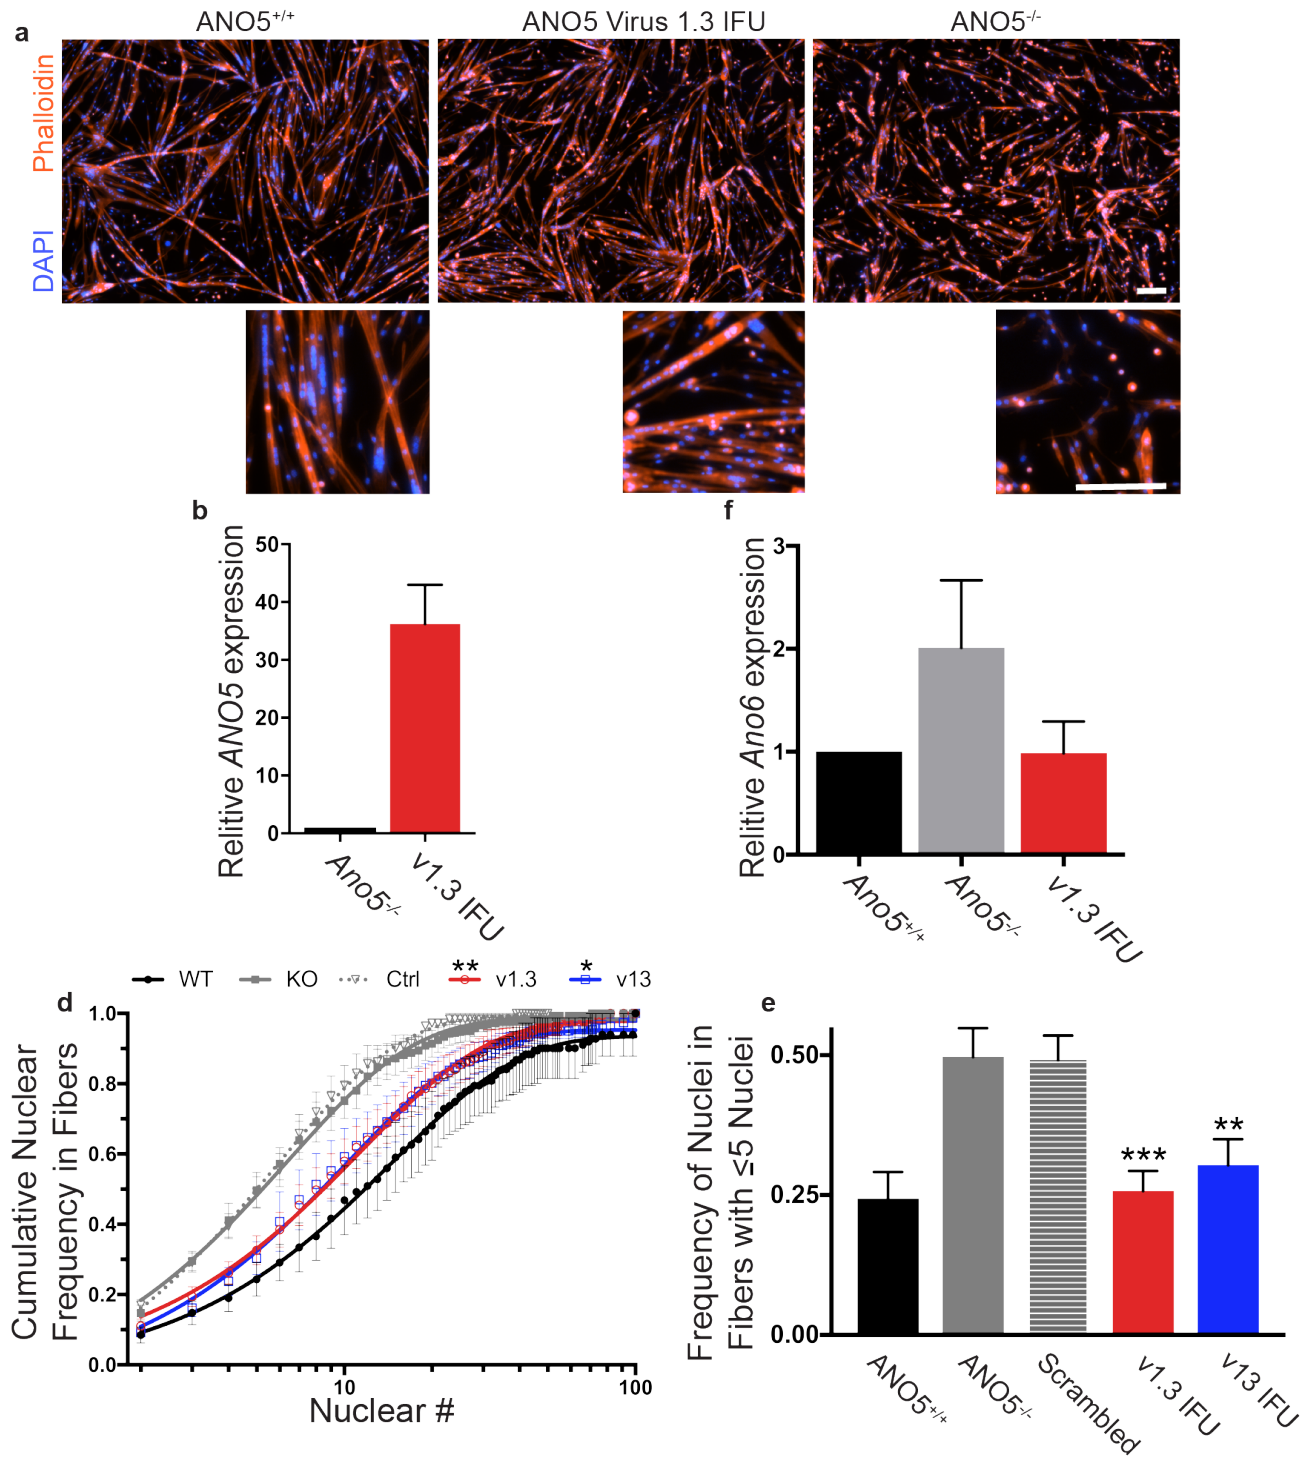 a
ANO5+/+
ANO5 Virus 1.3 IFU
ANO5-/-
Phalloidin
DAPI
b
Relitive ANO5 expression
50
40
30
20
10
0
Ano5-/-
v1.3 IFU
f
Relitive Ano6 expression
3
2
1
0
Ano5+/+
Ano5-/-
v1.3 IFU
WT
KO
Ctrl
** v1.3
* v13
d
Cumulative Nuclear
Frequency in Fibers
1.0
0.8
0.6
0.4
0.2
0.0
10
100
Nuclear #
e
Frequency of Nuclei in
Fibers with ≤5 Nuclei
0.50
0.25
0.00
***
**
ANO5+/+
ANO5-/-
Scrambled
v1.3 IFU
v13 IFU